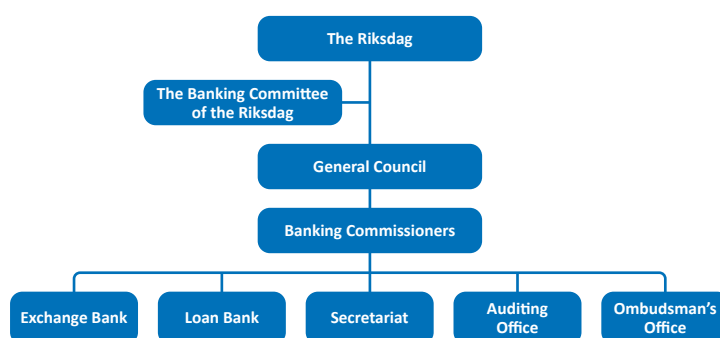 The Riksdag
The Banking Committee
of the Riksdag
General Council
Banking Commissioners
Exchange Bank
Loan Bank
Secretariat
Auditing
Office
Ombudsman's
Office